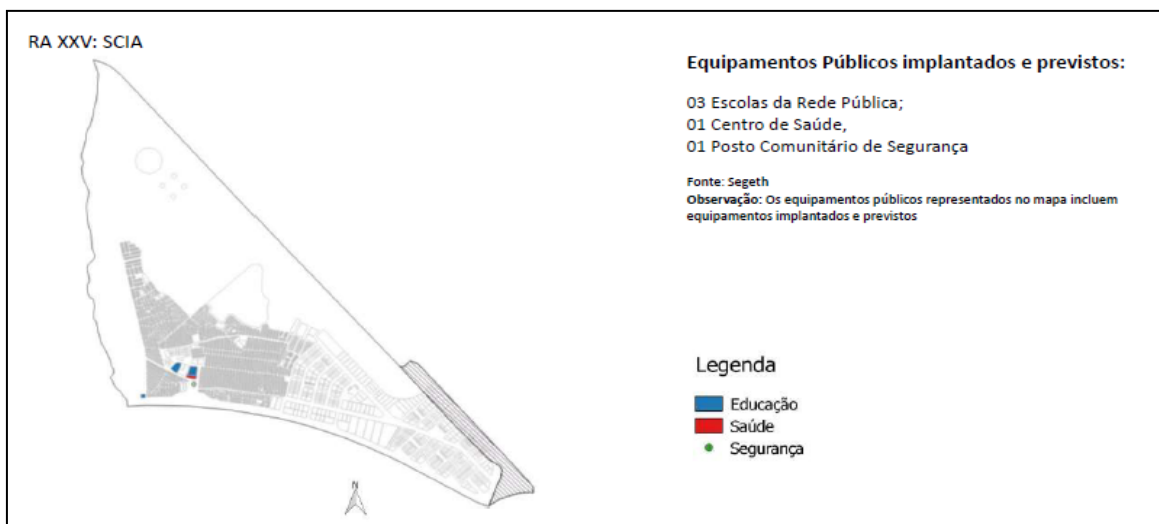 RA XXV: SCIA
Equipamentos Públicos implantados e previstos:
03 Escolas da Rede Pública;
01 Centro de Saúde,
01 Posto Comunitário de Segurança
Fonte: Segeth
Observação: Os equipamentos públicos representados no mapa incluem
equipamentos implantados e previstos
Legenda
Educação
Saúde
Segurança
N